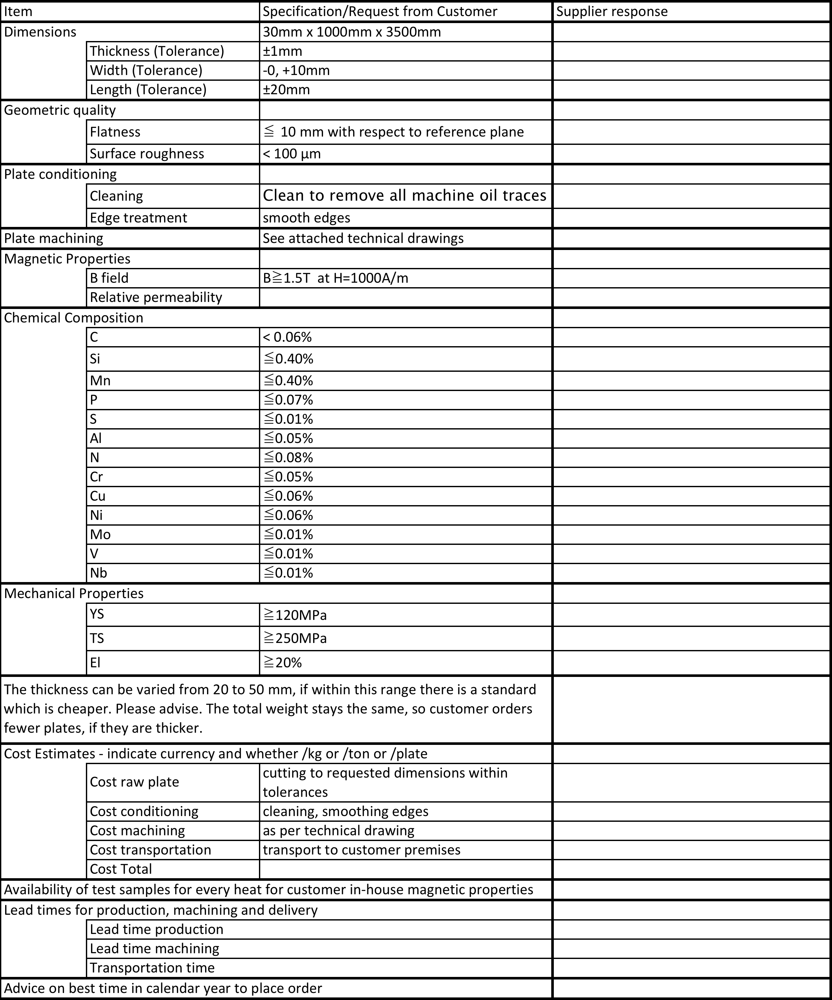 Item Specification/Request from Customer Supplier response
Dimensions 30mm x 1000mm x 3500mm
Thickness (Tolerance) ±1mm
Width (Tolerance) -0, +10mm
Length (Tolerance) ±20mm
Geometric quality
Flatness ≦ 10 mm with respect to reference plane
Surface roughness < 100 μm
Plate conditioning
Cleaning Clean to remove all machine oil traces
Edge treatment smooth edges
Plate machining See attached technical drawings
Magnetic Properties
B field B≧1.5T at H=1000A/m
Relative permeability
Chemical Composition
C < 0.06%
Si ≦0.40%
Mn ≦0.40%
P ≦0.07%
S ≦0.01%
Al ≦0.05%
N ≦0.08%
Cr ≦0.05%
Cu ≦0.06%
Ni ≦0.06%
Mo ≦0.01%
V ≦0.01%
Nb ≦0.01%
Mechanical Properties
YS ≧120MPa
TS ≧250MPa
El ≧20%
The thickness can be varied from 20 to 50 mm, if within this range there is a standard
which is cheaper. Please advise. The total weight stays the same, so customer orders
fewer plates, if they are thicker.
Cost Estimates - indicate currency and whether /kg or /ton or /plate
Cost raw plate cutting to requested dimensions within
tolerances
Cost conditioning cleaning, smoothing edges
Cost machining as per technical drawing
Cost transportation transport to customer premises
Cost Total
Availability of test samples for every heat for customer in-house magnetic properties
Lead times for production, machining and delivery
Lead time production
Lead time machining
Transportation time
Advice on best time in calendar year to place order